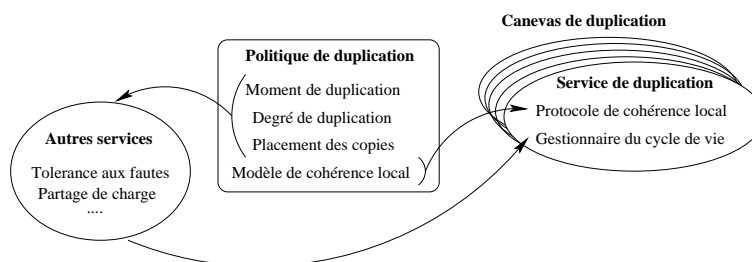 Canevas de duplication
Politique de duplication
Moment de duplication
Degré de duplication
Placement des copies
Modèle de cohérence local
Service de duplication
Protocole de cohérence local
Gestionnaire du cycle de vie
Autres services
Tolerance aux fautes
Partage de charge
....